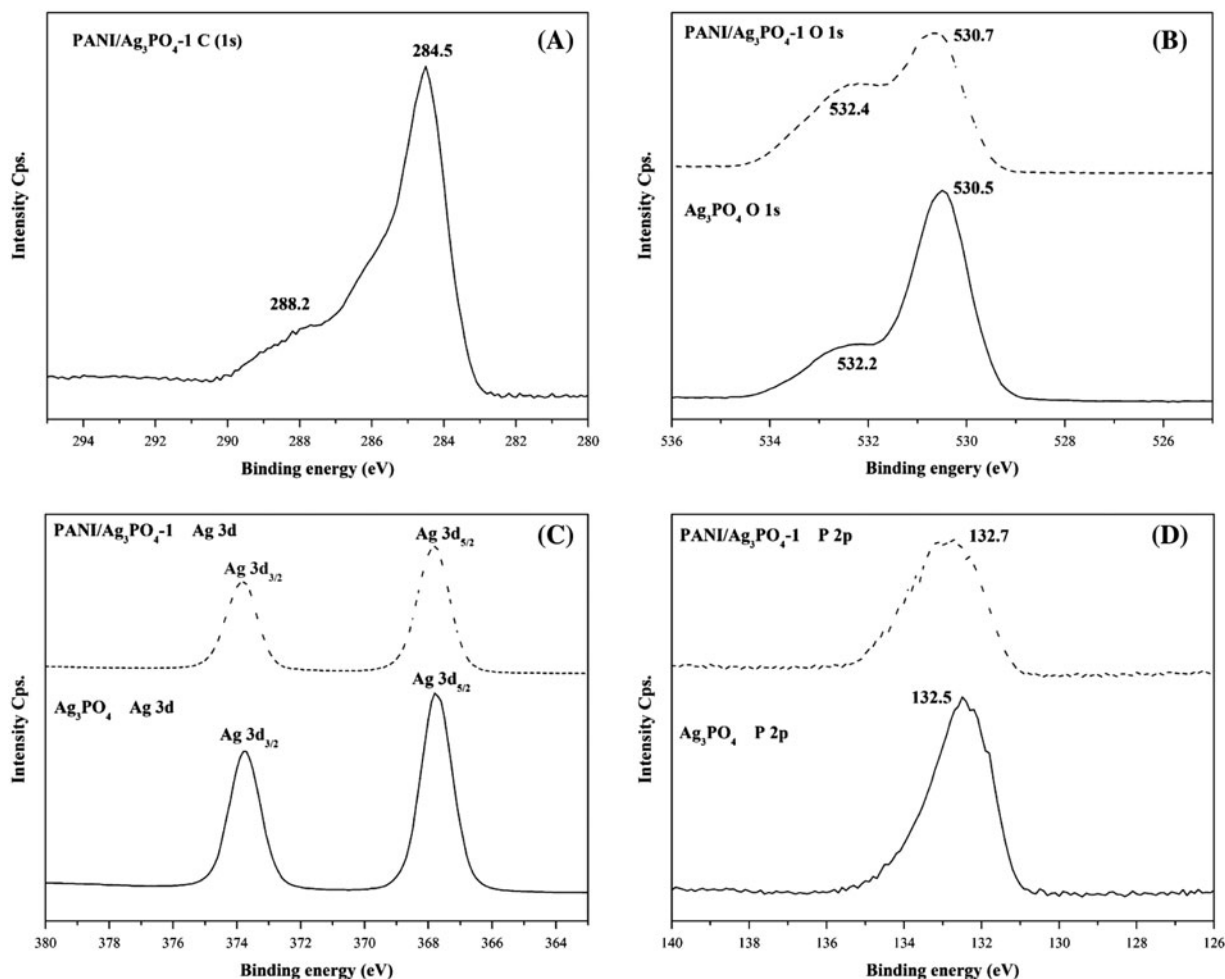 PANI/Ag₃PO₄-1 C (1s)
(A)
284.5
288.2
Intensity Cps.
294 292 290 288 286 284 282 280
Binding energy (eV)
PANI/Ag₃PO₄-1 O 1s
(B)
530.7
532.4
Ag₃PO₄ O 1s
530.5
532.2
Intensity Cps.
536 534 532 530 528 526
Binding engery (eV)
PANI/Ag₃PO₄-1 Ag 3d
(C)
Ag 3d₅/₂
Ag 3d₃/₂
Ag₃PO₄ Ag 3d
Ag 3d₅/₂
Ag 3d₃/₂
Intensity Cps.
380 378 376 374 372 370 368 366 364
Binding energy (eV)
PANI/Ag₃PO₄-1 P 2p
(D)
132.7
132.5
Ag₃PO₄ P 2p
Intensity Cps.
140 138 136 134 132 130 128 126
Binding energy (eV)